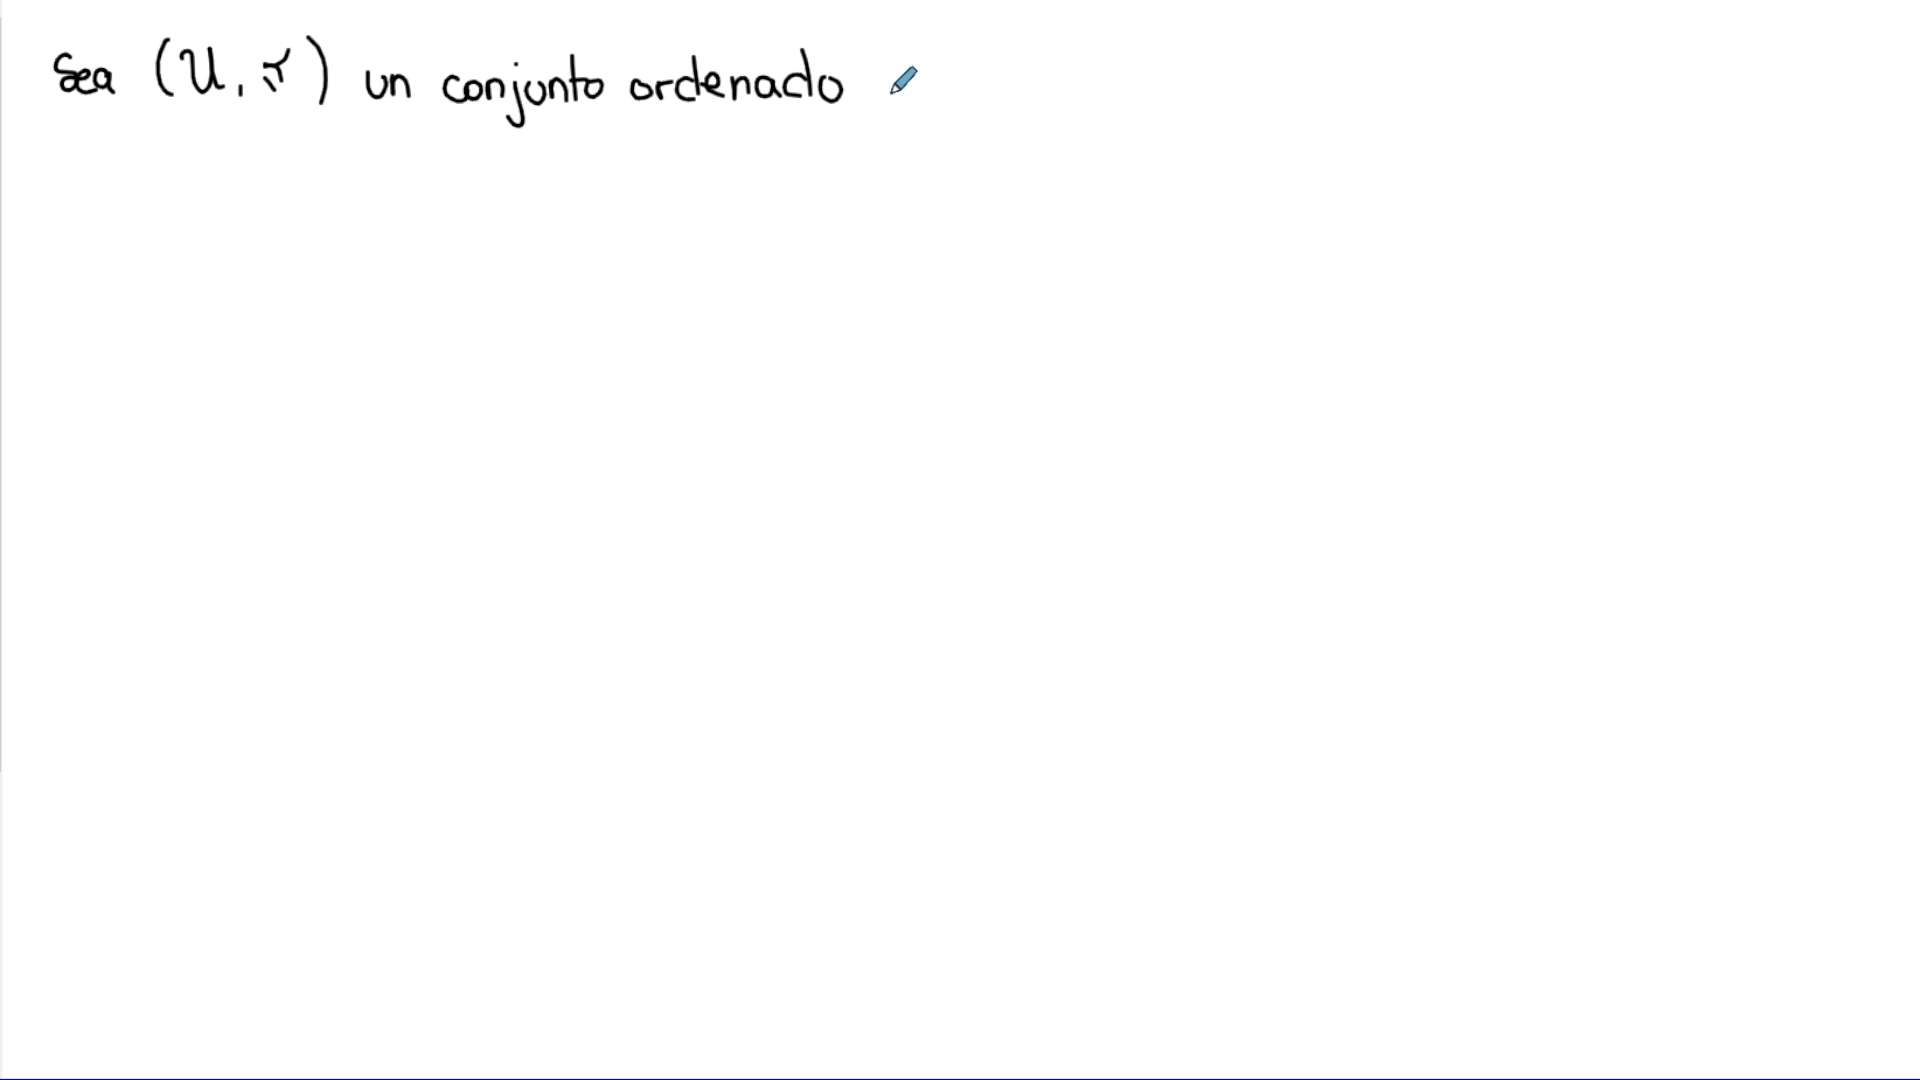 Sea (U, ⪯) un conjunto ordenado